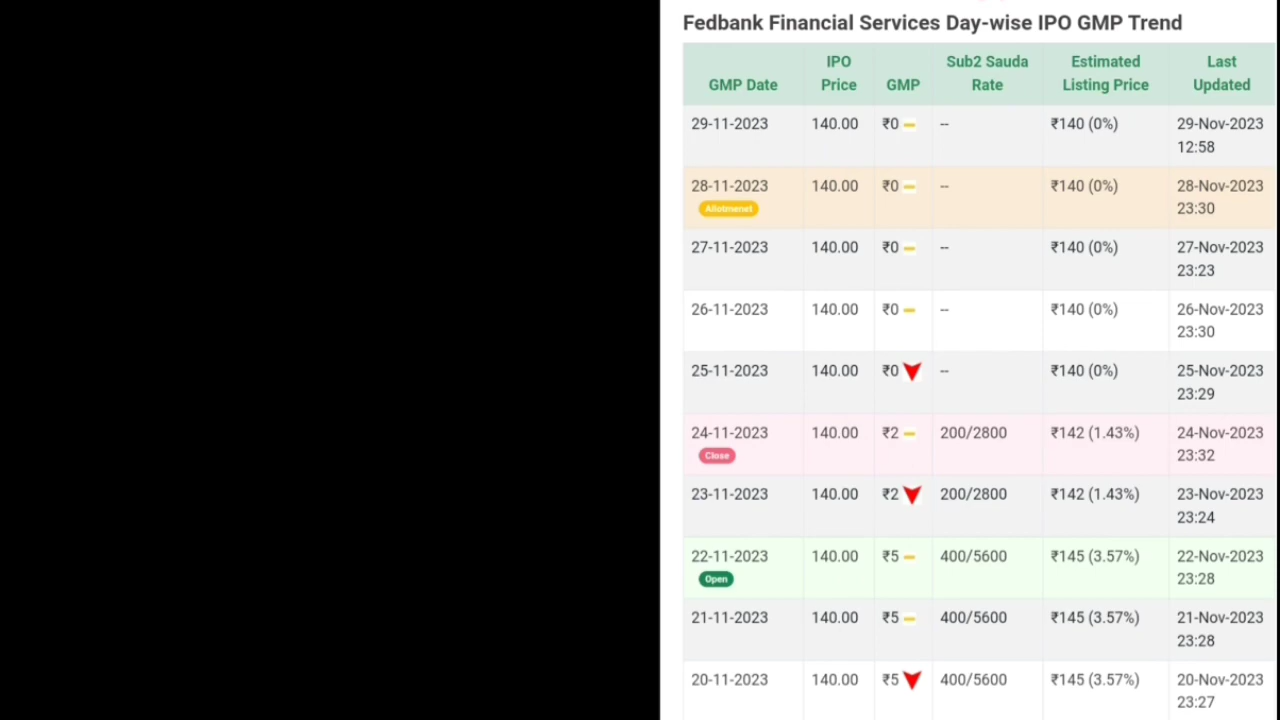 Fedbank Financial Services Day-wise IPO GMP Trend
GMP Date IPO Price GMP Sub2 Sauda Rate Estimated Listing Price Last Updated
29-11-2023 140.00 ₹0 -- ₹140 (0%) 29-Nov-2023 12:58
28-11-2023 Allotmenet 140.00 ₹0 -- ₹140 (0%) 28-Nov-2023 23:30
27-11-2023 140.00 ₹0 -- ₹140 (0%) 27-Nov-2023 23:23
26-11-2023 140.00 ₹0 -- ₹140 (0%) 26-Nov-2023 23:30
25-11-2023 140.00 ₹0 -- ₹140 (0%) 25-Nov-2023 23:29
24-11-2023 Close 140.00 ₹2 200/2800 ₹142 (1.43%) 24-Nov-2023 23:32
23-11-2023 140.00 ₹2 200/2800 ₹142 (1.43%) 23-Nov-2023 23:24
22-11-2023 Open 140.00 ₹5 400/5600 ₹145 (3.57%) 22-Nov-2023 23:28
21-11-2023 140.00 ₹5 400/5600 ₹145 (3.57%) 21-Nov-2023 23:28
20-11-2023 140.00 ₹5 400/5600 ₹145 (3.57%) 20-Nov-2023 23:27